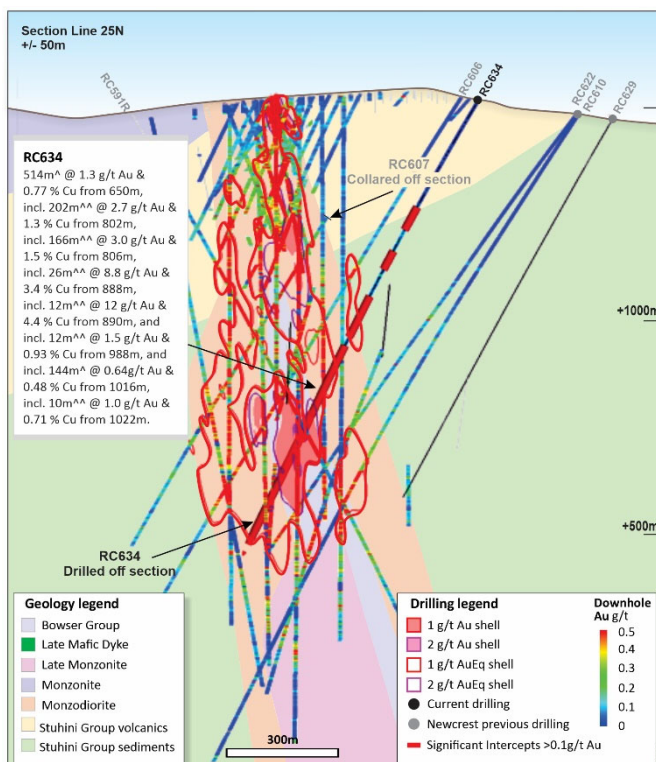 Section Line 25N
+/- 50m
RC591R
RC606
RC634
RC622
RC610
RC629
RC634
514m^ @ 1.3 g/t Au &
0.77 % Cu from 650m,
incl. 202m^^ @ 2.7 g/t Au &
1.3 % Cu from 802m,
incl. 166m^^ @ 3.0 g/t Au &
1.5 % Cu from 806m,
incl. 26m^^ @ 8.8 g/t Au &
3.4 % Cu from 888m,
incl. 12m^^ @ 12 g/t Au &
4.4 % Cu from 890m, and
incl. 12m^^ @ 1.5 g/t Au &
0.93 % Cu from 988m, and
incl. 144m^ @ 0.64g/t Au &
0.48 % Cu from 1016m,
incl. 10m^^ @ 1.0 g/t Au &
0.71 % Cu from 1022m.
RC607
Collared off section
+1000m
+500m
RC634
Drilled off section
Geology legend
Bowser Group
Late Mafic Dyke
Late Monzonite
Monzonite
Monzodiorite
Stuhini Group volcanics
Stuhini Group sediments
300m
Drilling legend
1 g/t Au shell
2 g/t Au shell
1 g/t AuEq shell
2 g/t AuEq shell
Current drilling
Newcrest previous drilling
Significant Intercepts >0.1g/t Au
Downhole
Au g/t
0.5
0.4
0.3
0.2
0.1
0